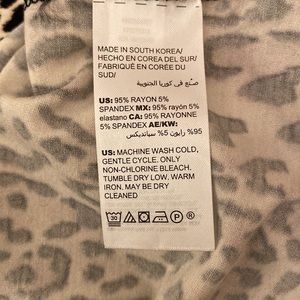 MADE IN SOUTH KOREA/
HECHO EN COREA DEL SUR/
FABRIQUÉ EN CORÉE DU
SUD/
صنع في كوريا الجنوبية
US: 95% RAYON 5%
SPANDEX MX: 95% rayón 5%
elastano CA: 95% RAYONNE
5% SPANDEX AE/KW:
95% رايون 5% سباندكس
US: MACHINE WASH COLD,
GENTLE CYCLE. ONLY
NON-CHLORINE BLEACH.
TUMBLE DRY LOW. WARM
IRON. MAY BE DRY
CLEANED
30
P